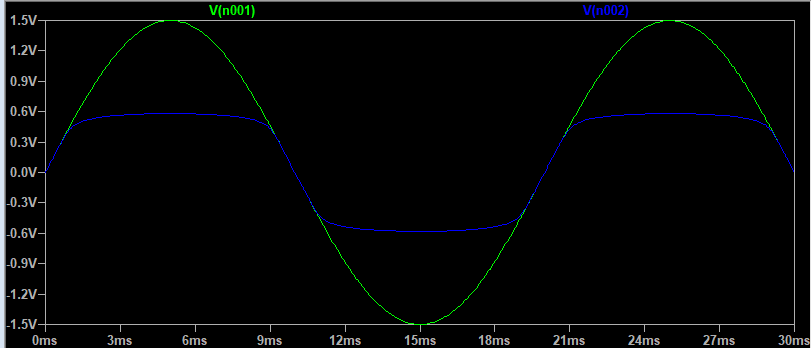 V(n001) V(n002)
1.5V
1.2V
0.9V
0.6V
0.3V
0.0V
-0.3V
-0.6V
-0.9V
-1.2V
-1.5V
0ms 3ms 6ms 9ms 12ms 15ms 18ms 21ms 24ms 27ms 30ms